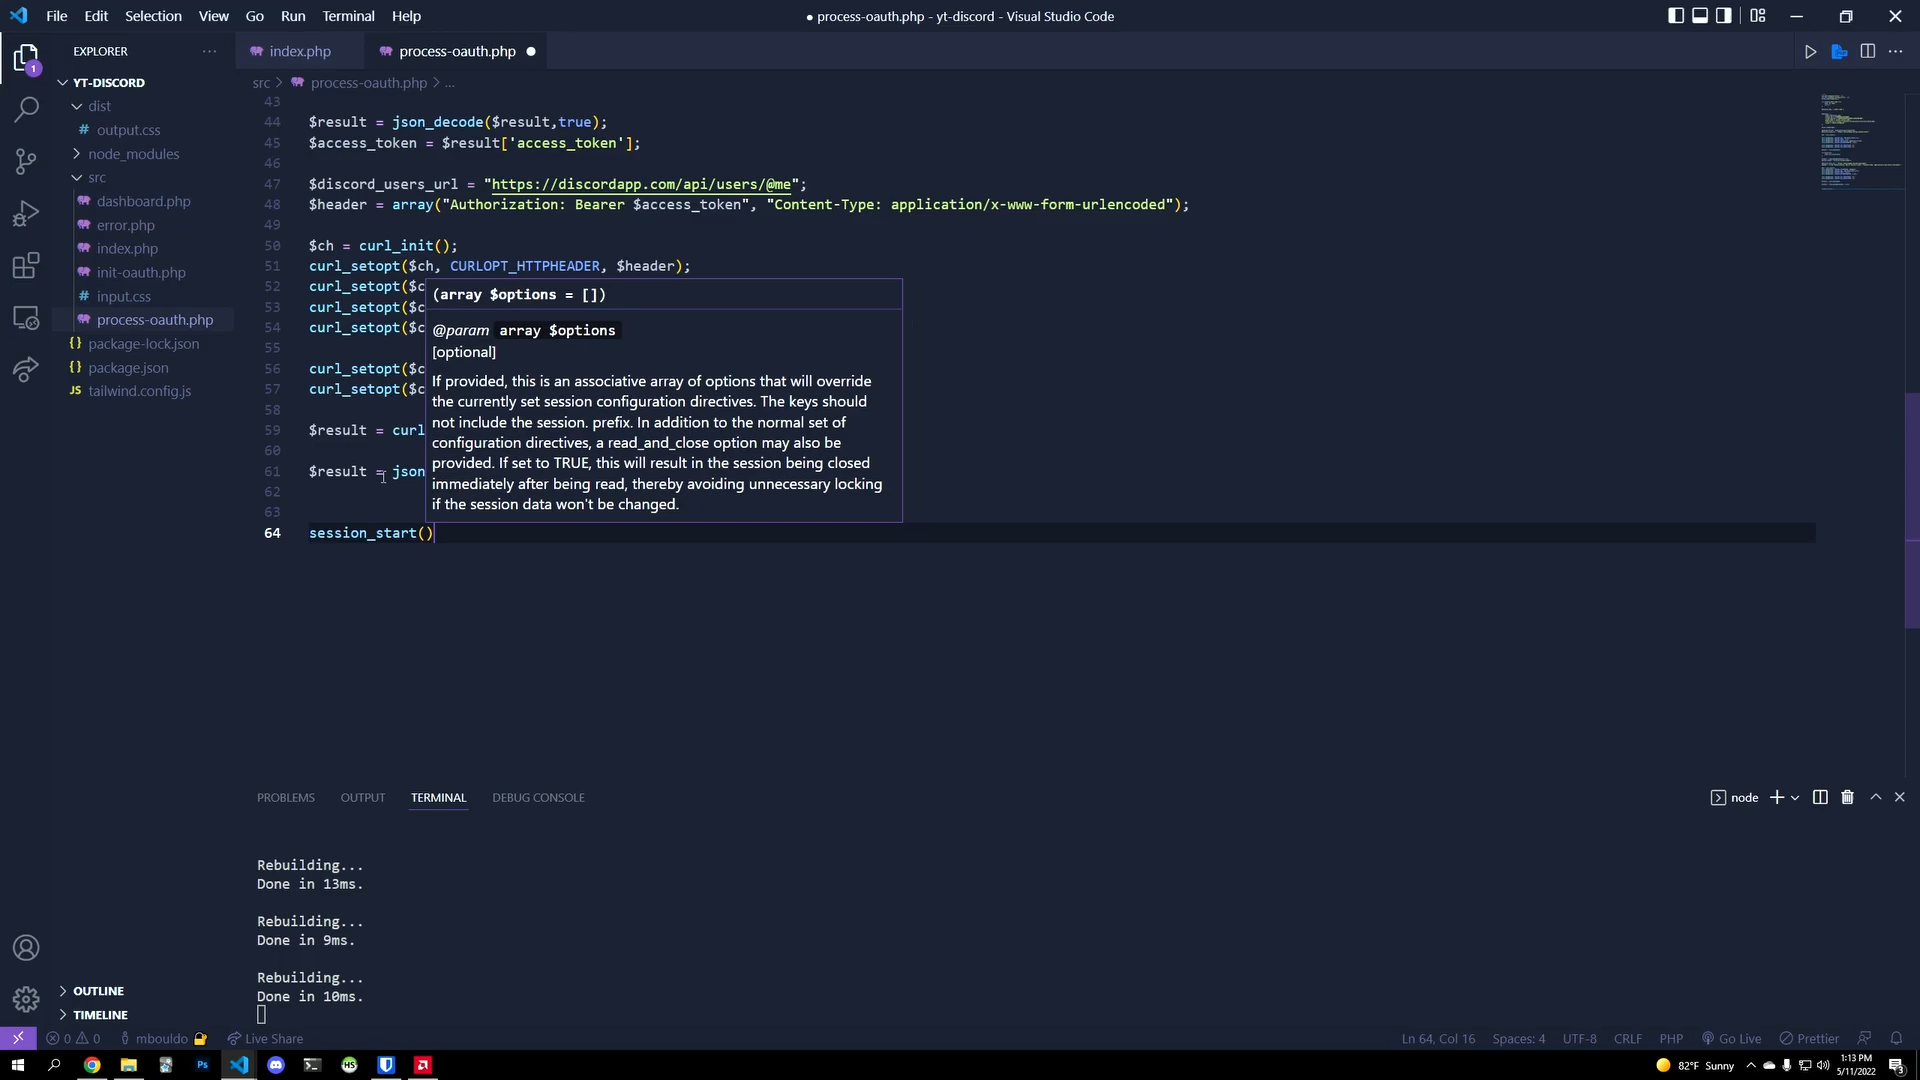 File Edit Selection View Go Run Terminal Help
● process-oauth.php - yt-discord - Visual Studio Code
EXPLORER
1
YT-DISCORD
dist
# output.css
node_modules
src
dashboard.php
error.php
index.php
init-oauth.php
# input.css
process-oauth.php
{} package-lock.json
{} package.json
JS tailwind.config.js
OUTLINE
TIMELINE
index.php process-oauth.php ●
src > process-oauth.php > ...
43
44 $result = json_decode($result,true);
45 $access_token = $result['access_token'];
46
47 $discord_users_url = "https://discordapp.com/api/users/@me";
48 $header = array("Authorization: Bearer $access_token", "Content-Type: application/x-www-form-urlencoded");
49
50 $ch = curl_init();
51 curl_setopt($ch, CURLOPT_HTTPHEADER, $header);
52 curl_setopt($c
53 curl_setopt($c
54 curl_setopt($c
55
56 curl_setopt($c
57 curl_setopt($c
58
59 $result = curl
60
61 $result = json
62
63
64 session_start()
(array $options = [])
@param array $options
[optional]
If provided, this is an associative array of options that will override
the currently set session configuration directives. The keys should
not include the session. prefix. In addition to the normal set of
configuration directives, a read_and_close option may also be
provided. If set to TRUE, this will result in the session being closed
immediately after being read, thereby avoiding unnecessary locking
if the session data won't be changed.
PROBLEMS OUTPUT TERMINAL DEBUG CONSOLE
node
Rebuilding...
Done in 13ms.
Rebuilding...
Done in 9ms.
Rebuilding...
Done in 10ms.
0 0 mbouldo Live Share
Ln 64, Col 16 Spaces: 4 UTF-8 CRLF PHP Go Live Prettier
Ps
HS
82°F Sunny
1:13 PM
5/11/2022
3